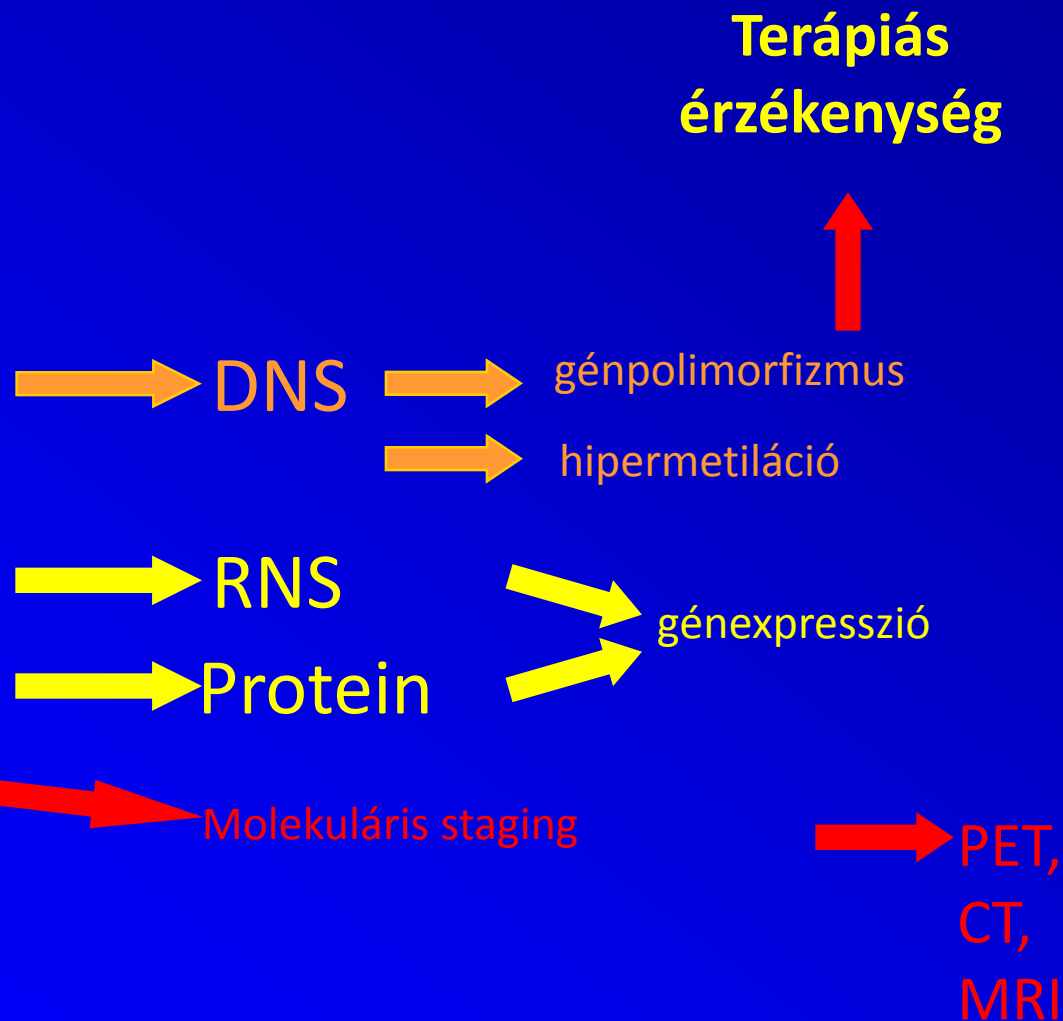 Terápiás
érzékenység
DNS
génpolimorfizmus
hipermetiláció
RNS
génexpresszió
Protein
Molekuláris staging
PET,
CT,
MRI